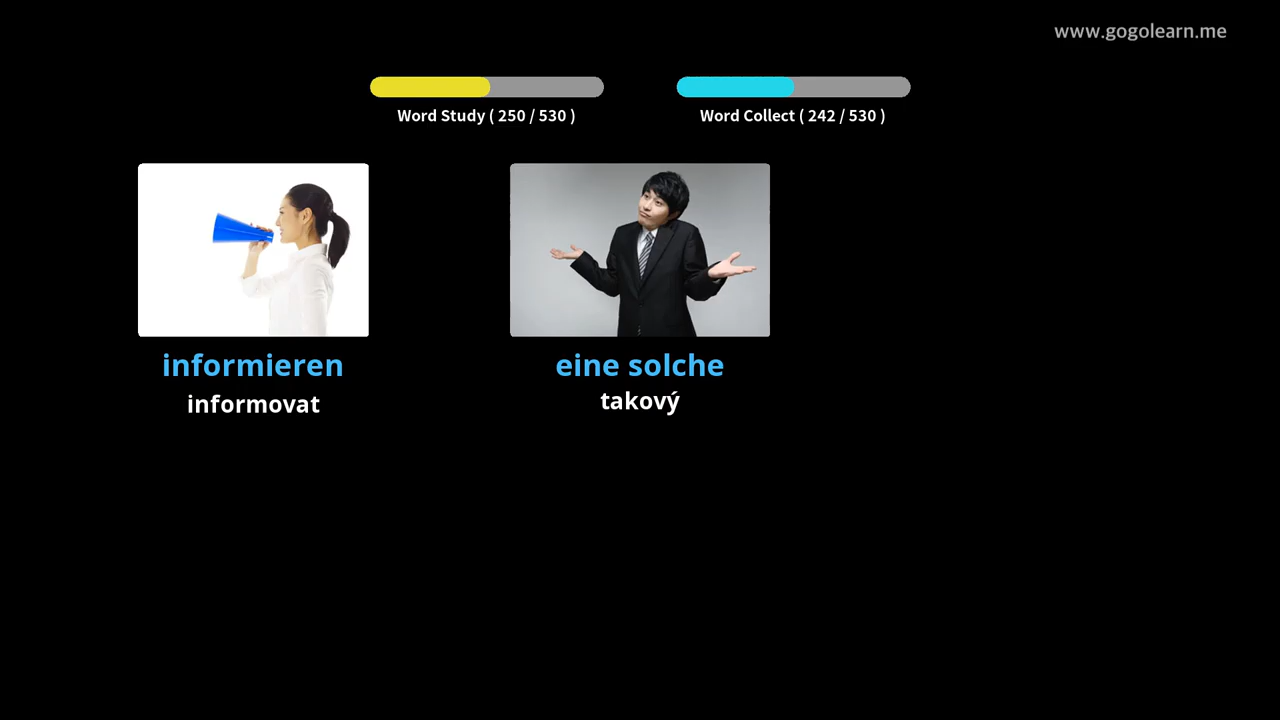 www.gogolearn.me
Word Study ( 250 / 530 )
Word Collect ( 242 / 530 )
informieren
informovat
eine solche
takový